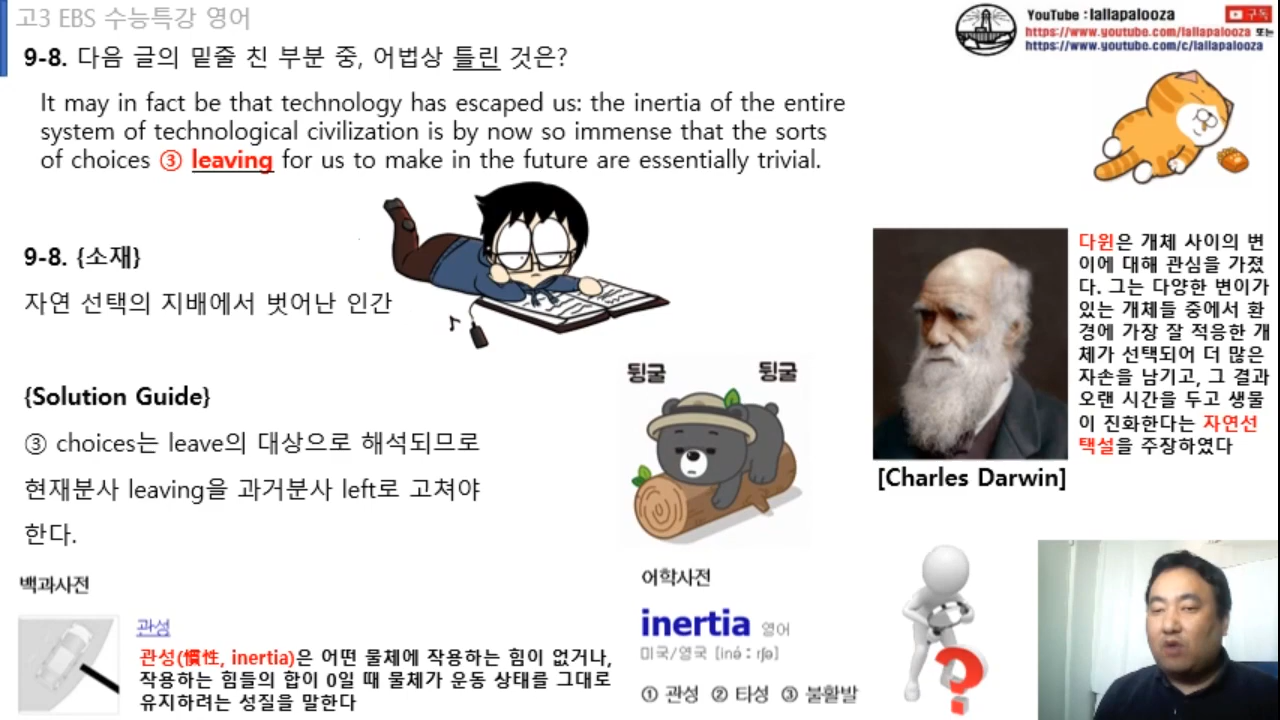 고3 EBS 수능특강 영어
YouTube : lallapalooza
구독
https://www.youtube.com/lallapalooza 또는
https://www.youtube.com/c/lallapalooza
9-8. 다음 글의 밑줄 친 부분 중, 어법상 틀린 것은?
It may in fact be that technology has escaped us: the inertia of the entire
system of technological civilization is by now so immense that the sorts
of choices ③ leaving for us to make in the future are essentially trivial.
9-8. {소재}
자연 선택의 지배에서 벗어난 인간
{Solution Guide}
③ choices는 leave의 대상으로 해석되므로
현재분사 leaving을 과거분사 left로 고쳐야
한다.
뒹굴
뒹굴
다윈은 개체 사이의 변
이에 대해 관심을 가졌
다. 그는 다양한 변이가
있는 개체들 중에서 환
경에 가장 잘 적응한 개
체가 선택되어 더 많은
자손을 남기고, 그 결과
오랜 시간을 두고 생물
이 진화한다는 자연선
택설을 주장하였다
[Charles Darwin]
백과사전
관성
관성(慣性, inertia)은 어떤 물체에 작용하는 힘이 없거나,
작용하는 힘들의 합이 0일 때 물체가 운동 상태를 그대로
유지하려는 성질을 말한다
어학사전
inertia 영어
미국/영국 [inə́ːrʃə]
① 관성 ② 타성 ③ 불활발